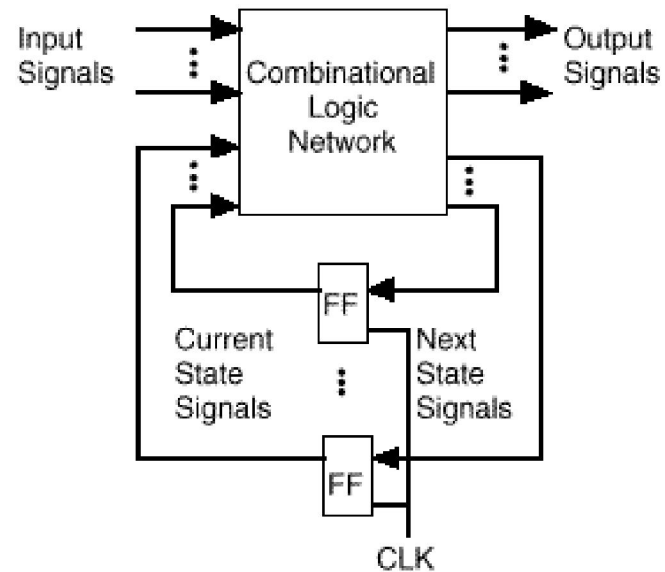 Input
Signals
Combinational
Logic
Network
Output
Signals
FF
Current
State
Signals
Next
State
Signals
FF
CLK